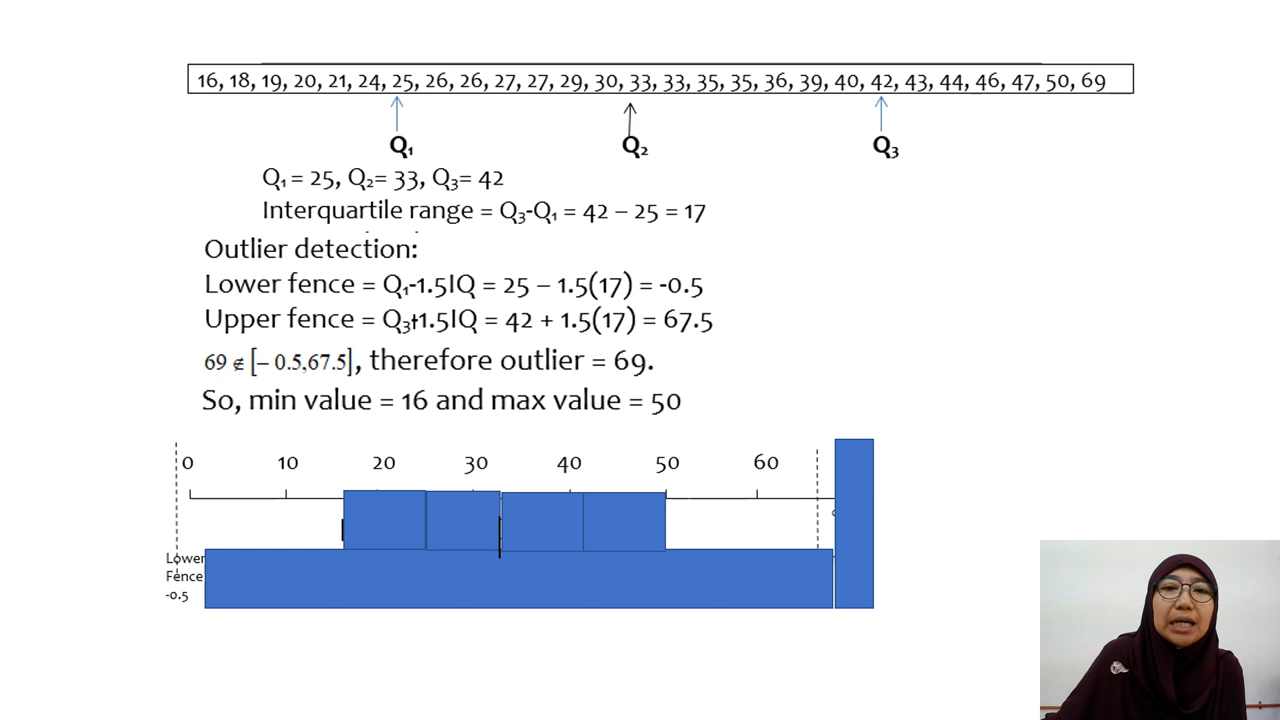 16, 18, 19, 20, 21, 24, 25, 26, 26, 27, 27, 29, 30, 33, 33, 35, 35, 36, 39, 40, 42, 43, 44, 46, 47, 50, 69
Q₁ Q₂ Q₃
Q₁ = 25, Q₂= 33, Q₃= 42
Interquartile range = Q₃-Q₁ = 42 – 25 = 17
Outlier detection:
Lower fence = Q₁-1.5IQ = 25 – 1.5(17) = -0.5
Upper fence = Q₃+1.5IQ = 42 + 1.5(17) = 67.5
69 ∉ [– 0.5,67.5], therefore outlier = 69.
So, min value = 16 and max value = 50
0 10 20 30 40 50 60
Lower
Fence
-0.5